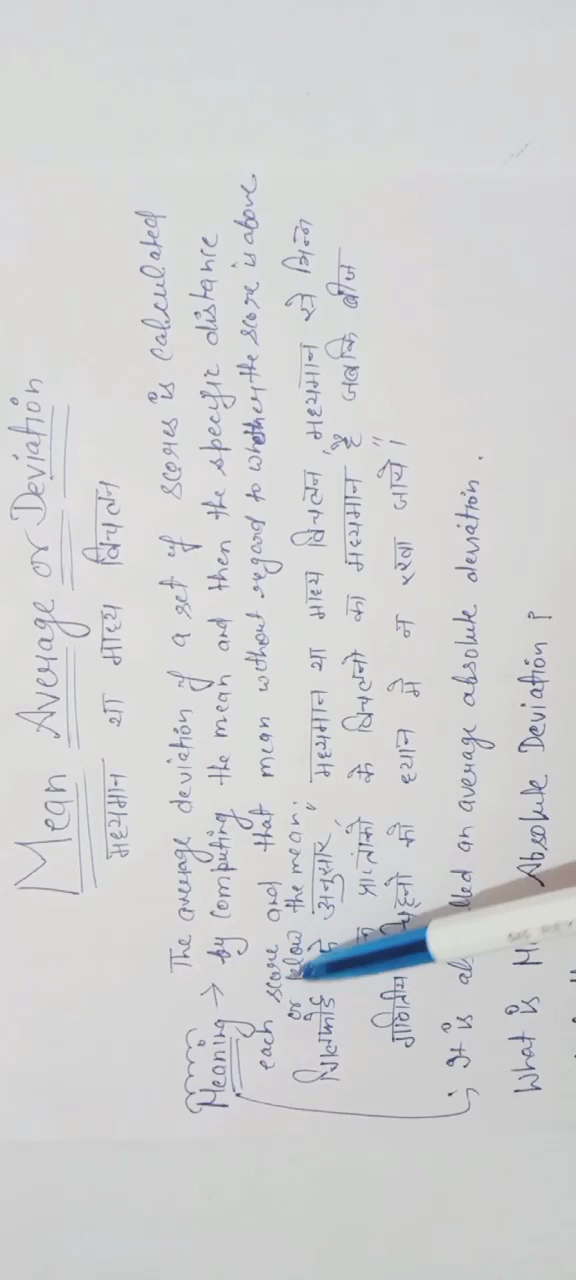 Mean Average or Deviation
मध्यमान या माध्य विचलन
Meaning → The average deviation of a set of scores is calculated
by computing the mean and then the specific distance
each score and that mean without regard to whether the score is above
or below the mean.
गिलफोर्ड के अनुसार, "मध्यमान या माध्य विचलन, मध्यमान से भिन्न
प्राप्तांको के विचलनो का मध्यमान है, जबकि बीज
गणितीय चिह्नो को ध्यान मे न रखा जाये"।
It is also called an average absolute deviation.
What is Absolute Deviation ?